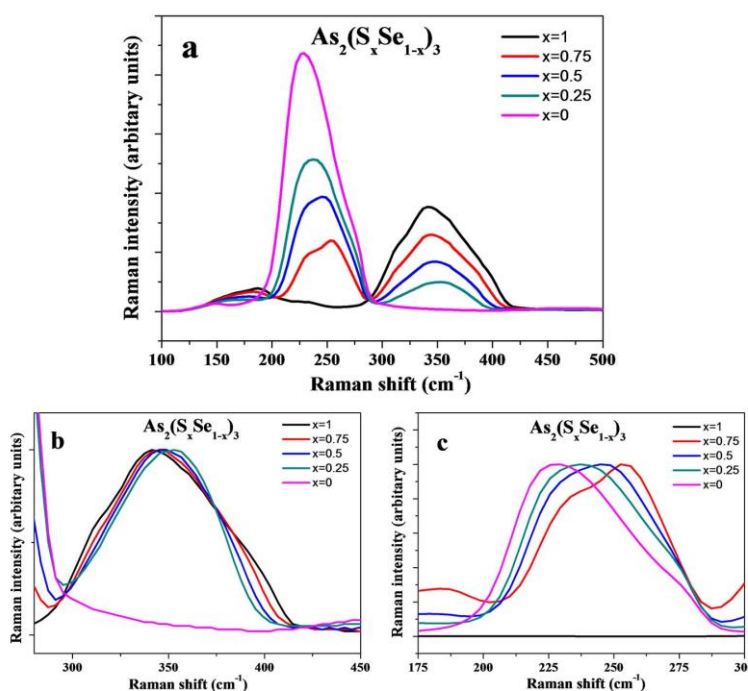 a
As₂(SₓSe₁₋ₓ)₃
x=1
x=0.75
x=0.5
x=0.25
x=0
Raman intensity (arbitary units)
100 150 200 250 300 350 400 450 500
Raman shift (cm⁻¹)
b
As₂(SₓSe₁₋ₓ)₃
x=1
x=0.75
x=0.5
x=0.25
x=0
Raman intensity (arbitary units)
300 350 400 450
Raman shift (cm⁻¹)
c
As₂(SₓSe₁₋ₓ)₃
x=1
x=0.75
x=0.5
x=0.25
x=0
Raman intensity (arbitary units)
175 200 225 250 275 300
Raman shift (cm⁻¹)